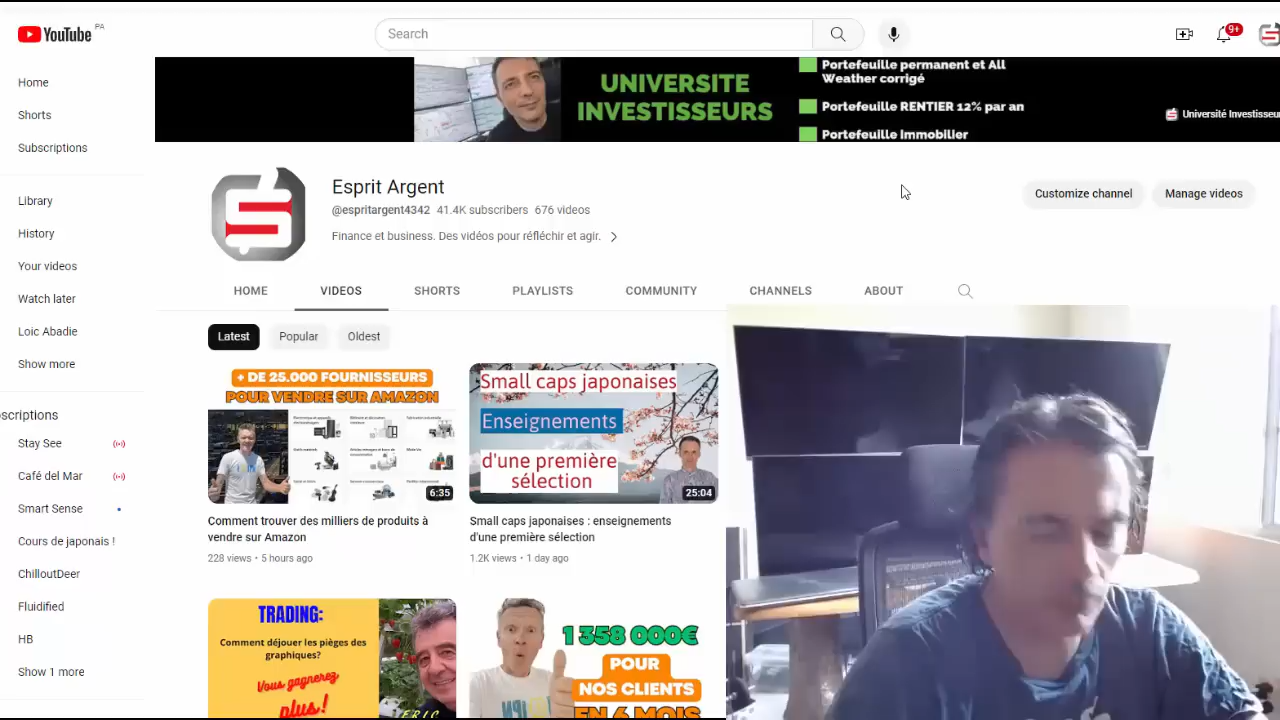 YouTube PA
Search
9+
Home
Shorts
Subscriptions
Library
History
Your videos
Watch later
Loic Abadie
Show more
scriptions
Stay See
Café del Mar
Smart Sense
Cours de japonais !
ChilloutDeer
Fluidified
HB
Show 1 more
UNIVERSITE
INVESTISSEURS
Portefeuille permanent et All
Weather corrigé
Portefeuille RENTIER 12% par an
Portefeuille Immobilier
Université Investisseu
Esprit Argent
@espritargent4342 41.4K subscribers 676 videos
Finance et business. Des vidéos pour réfléchir et agir.
Customize channel
Manage videos
HOME VIDEOS SHORTS PLAYLISTS COMMUNITY CHANNELS ABOUT
Latest Popular Oldest
+ DE 25.000 FOURNISSEURS
POUR VENDRE SUR AMAZON
6:35
Comment trouver des milliers de produits à
vendre sur Amazon
228 views • 5 hours ago
Small caps japonaises
Enseignements
d'une première
sélection
25:04
Small caps japonaises : enseignements
d'une première sélection
1.2K views • 1 day ago
TRADING:
Comment déjouer les pièges des
graphiques?
Vous gagnerez
plus !
ERIC
1 358 000€
POUR
NOS CLIENTS
EN 6 MOIS